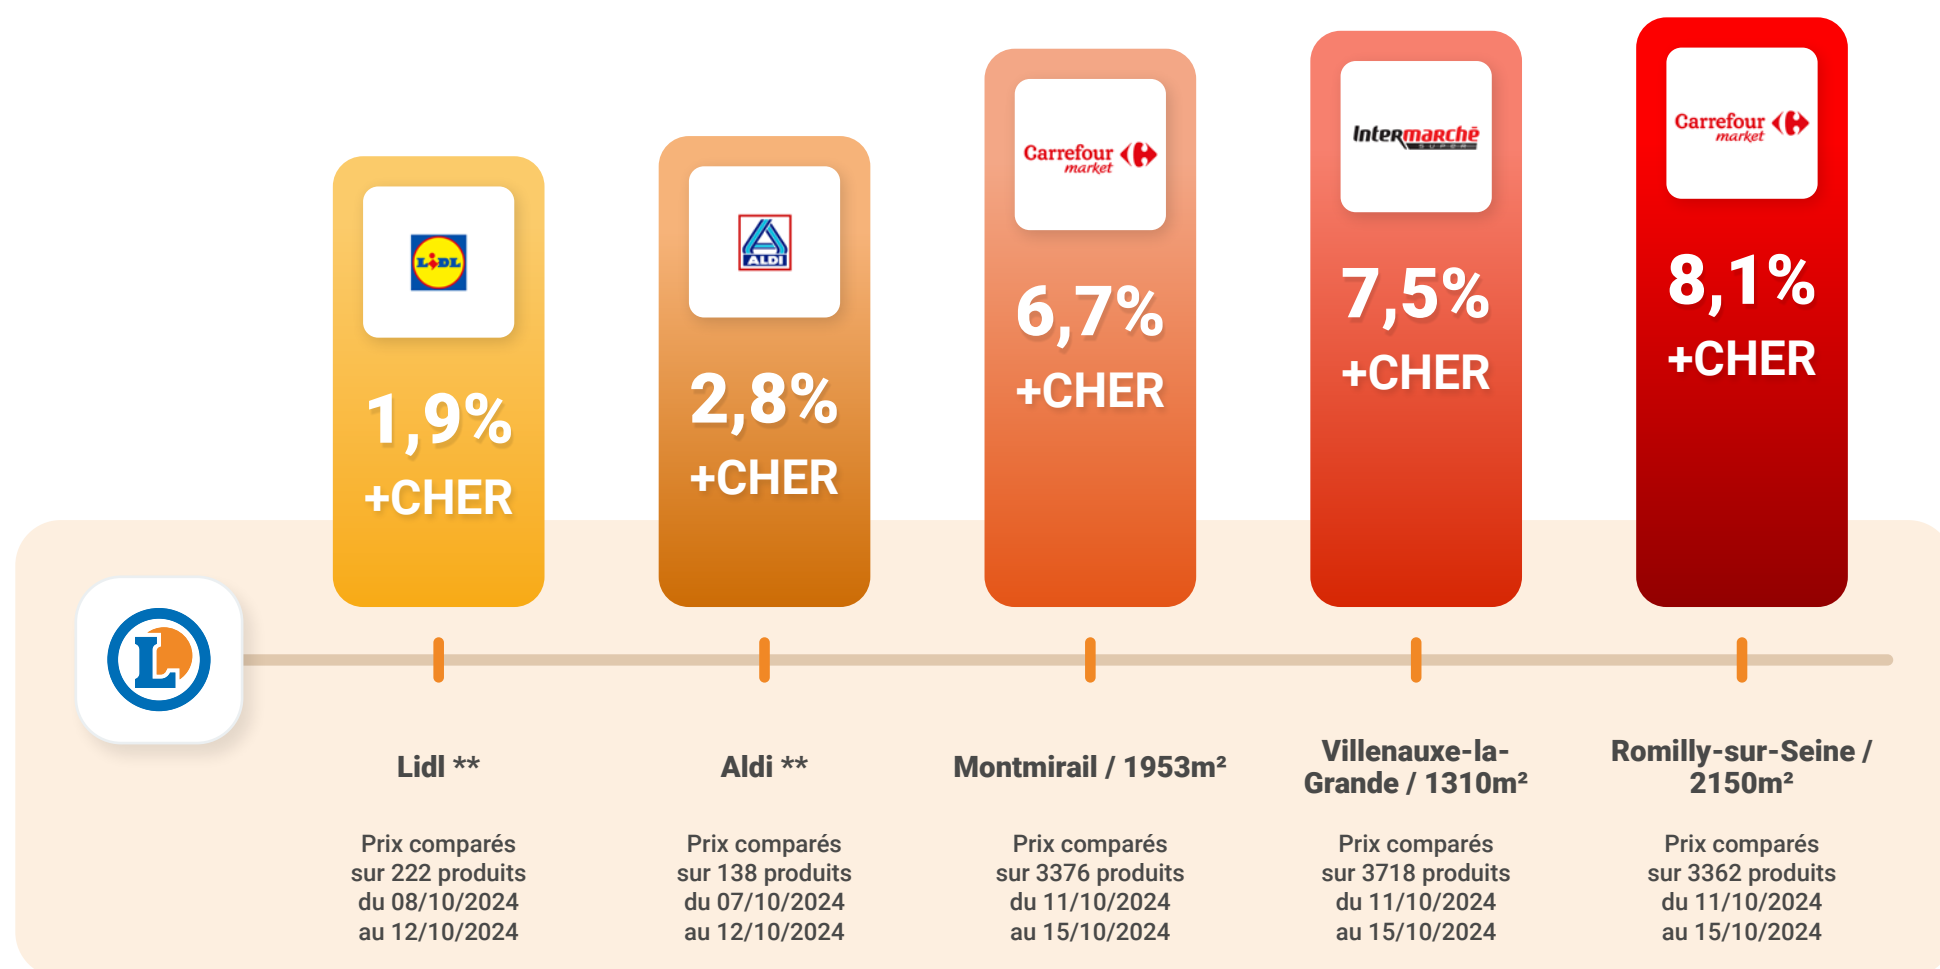 LIDL
1,9%
+CHER
ALDI
2,8%
+CHER
Carrefour
market
6,7%
+CHER
Intermarchē
SUPER
7,5%
+CHER
Carrefour
market
8,1%
+CHER
L
Lidl **
Prix comparés
sur 222 produits
du 08/10/2024
au 12/10/2024
Aldi **
Prix comparés
sur 138 produits
du 07/10/2024
au 12/10/2024
Montmirail / 1953m²
Prix comparés
sur 3376 produits
du 11/10/2024
au 15/10/2024
Villenauxe-la-
Grande / 1310m²
Prix comparés
sur 3718 produits
du 11/10/2024
au 15/10/2024
Romilly-sur-Seine /
2150m²
Prix comparés
sur 3362 produits
du 11/10/2024
au 15/10/2024